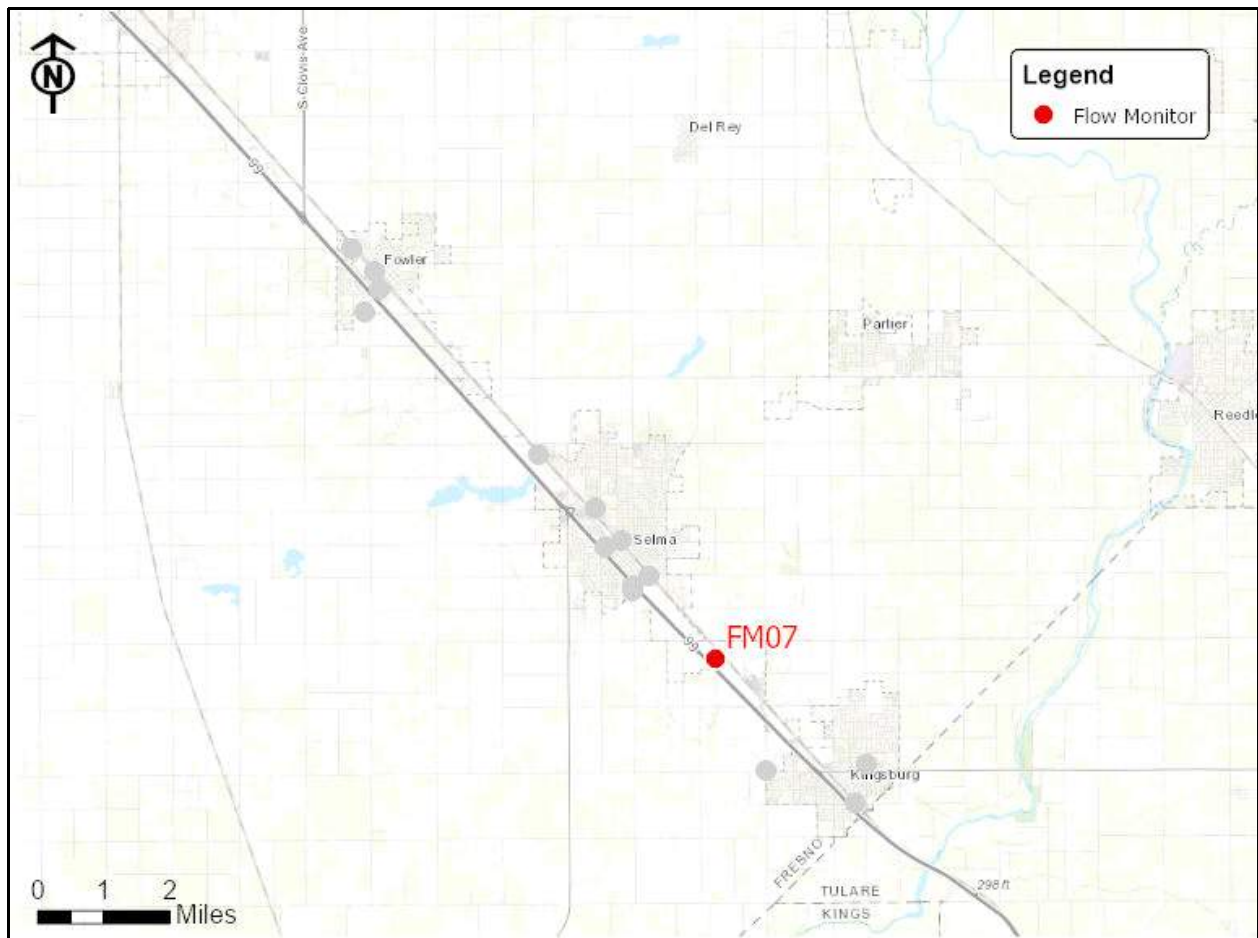 N
S-Clovis-Ave
Legend
Flow Monitor
Del Rey
99
Fowler
Parlier
Reedle
Selma
FM07
99
Kingsburg
FRESNO
TULARE
KINGS
298 ft
0 1 2
Miles